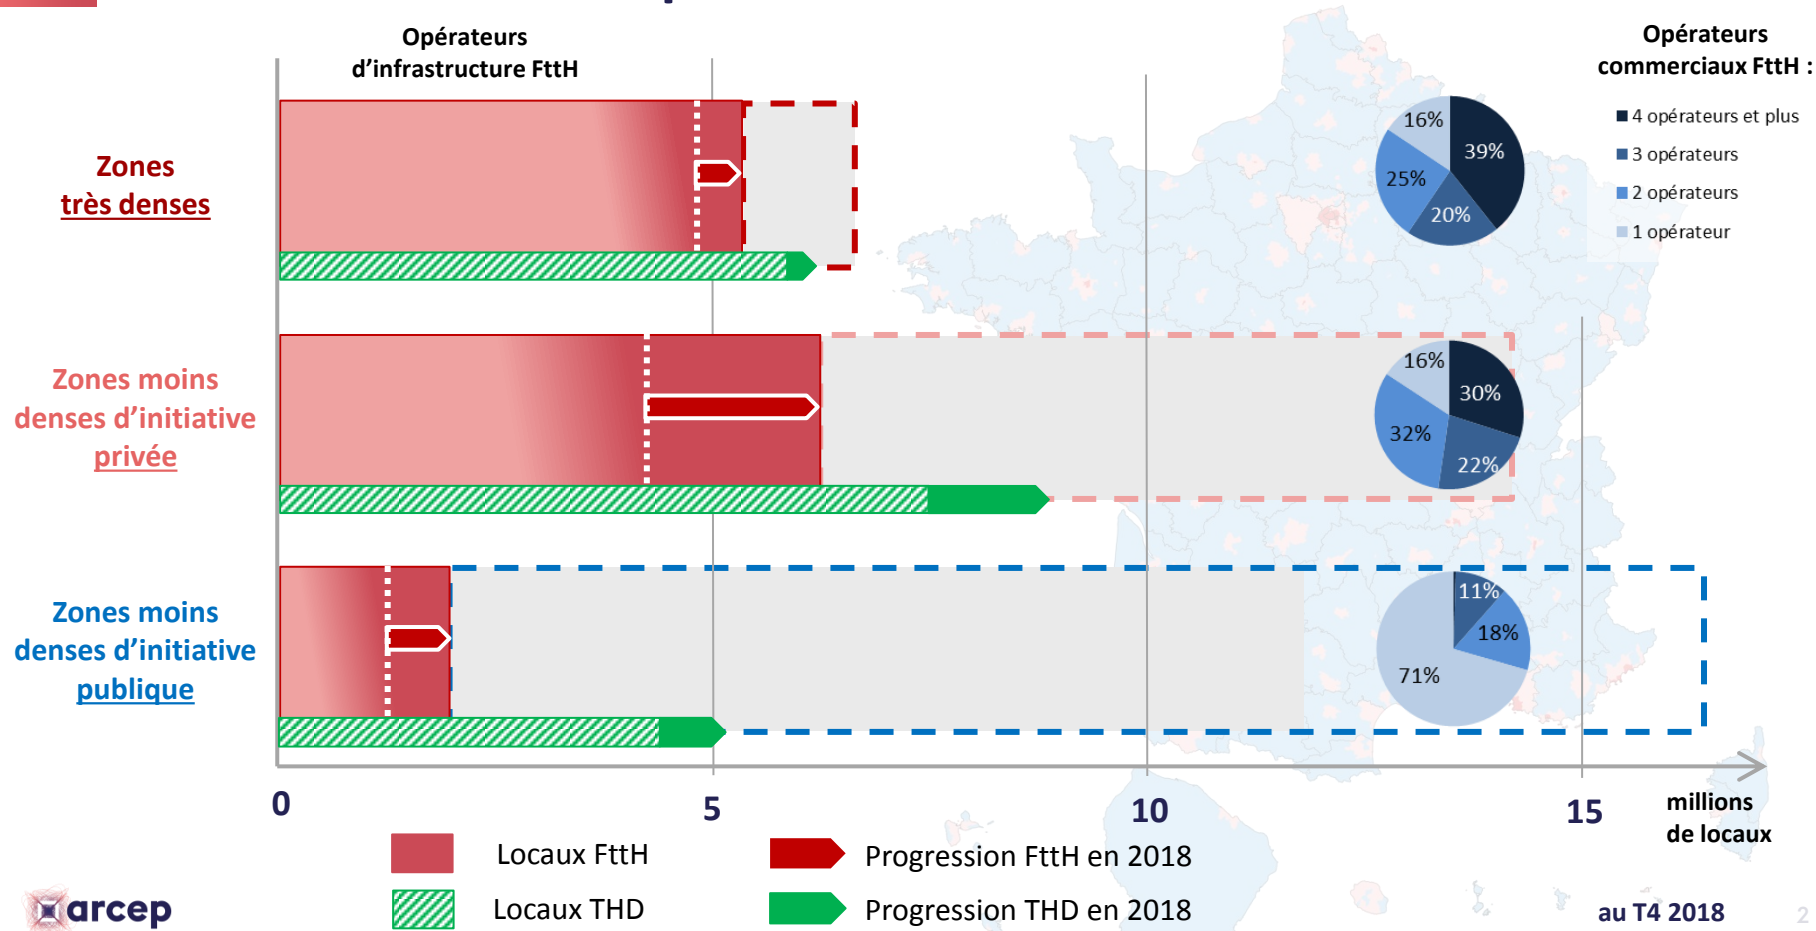 Opérateurs
d’infrastructure FttH
Opérateurs
commerciaux FttH :
4 opérateurs et plus
3 opérateurs
2 opérateurs
1 opérateur
Zones
très denses
16%
39%
25%
20%
Zones moins
denses d’initiative
privée
16%
30%
32%
22%
Zones moins
denses d’initiative
publique
11%
18%
71%
0
5
10
15
millions
de locaux
Locaux FttH
Progression FttH en 2018
Locaux THD
Progression THD en 2018
arcep
au T4 2018
2